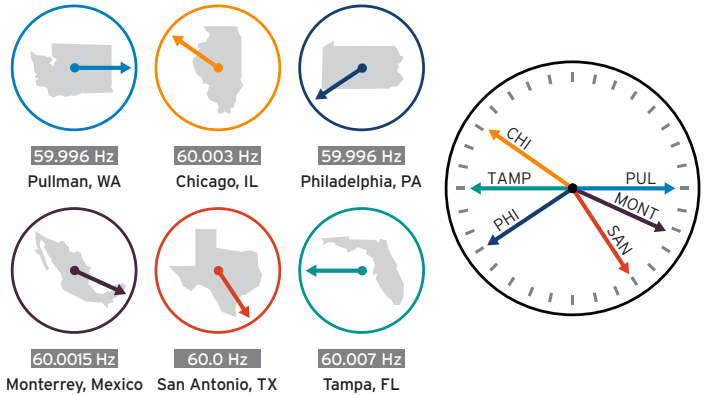 59.996 Hz
Pullman, WA
60.003 Hz
Chicago, IL
59.996 Hz
Philadelphia, PA
60.0015 Hz
Monterrey, Mexico
60.0 Hz
San Antonio, TX
60.007 Hz
Tampa, FL
CHI
TAMP
PUL
MONT
PHI
SAN